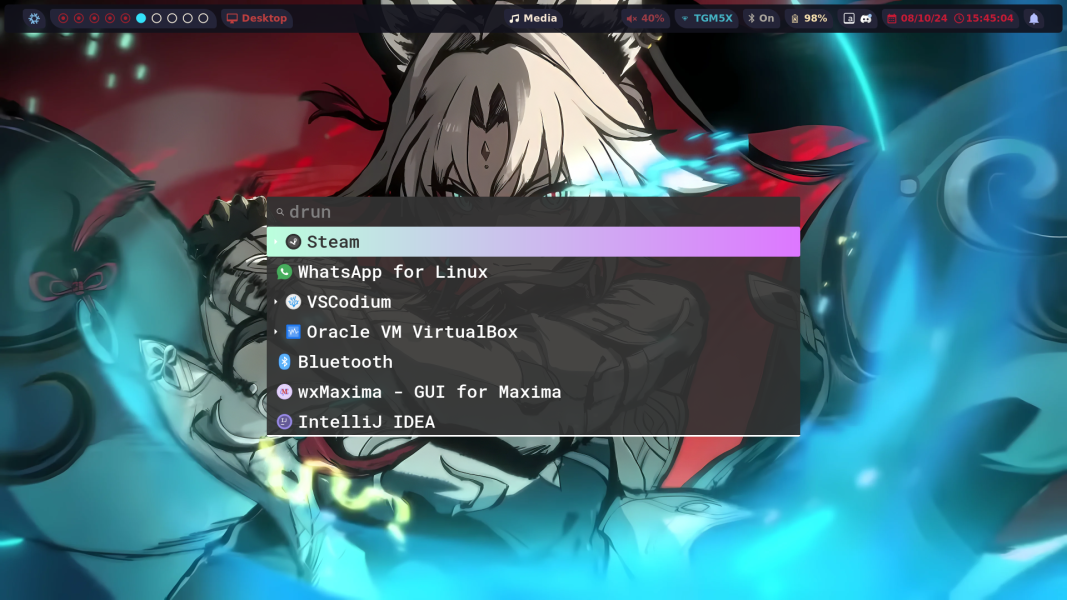 Desktop
Media
40%
TGM5X
On
98%
08/10/24
15:45:04
drun
Steam
WhatsApp for Linux
VSCodium
Oracle VM VirtualBox
Bluetooth
wxMaxima - GUI for Maxima
IntelliJ IDEA